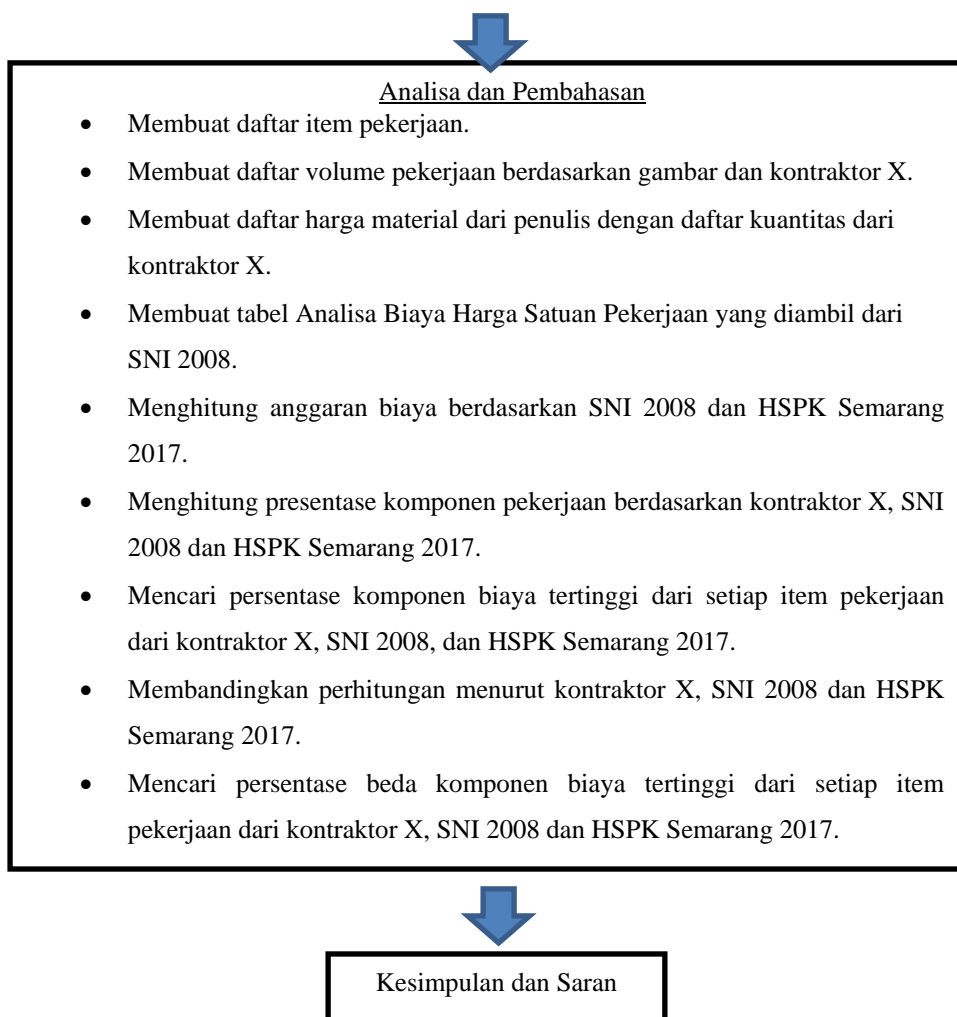 Analisa dan Pembahasan
• Membuat daftar item pekerjaan.
• Membuat daftar volume pekerjaan berdasarkan gambar dan kontraktor X.
• Membuat daftar harga material dari penulis dengan daftar kuantitas dari
kontraktor X.
• Membuat tabel Analisa Biaya Harga Satuan Pekerjaan yang diambil dari
SNI 2008.
• Menghitung anggaran biaya berdasarkan SNI 2008 dan HSPK Semarang
2017.
• Menghitung presentase komponen pekerjaan berdasarkan kontraktor X, SNI
2008 dan HSPK Semarang 2017.
• Mencari persentase komponen biaya tertinggi dari setiap item pekerjaan
dari kontraktor X, SNI 2008, dan HSPK Semarang 2017.
• Membandingkan perhitungan menurut kontraktor X, SNI 2008 dan HSPK
Semarang 2017.
• Mencari persentase beda komponen biaya tertinggi dari setiap item
pekerjaan dari kontraktor X, SNI 2008 dan HSPK Semarang 2017.
Kesimpulan dan Saran